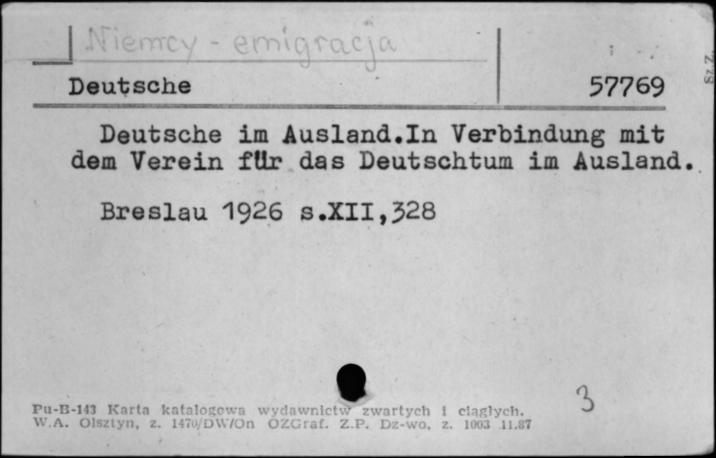 Niemcy - emigracja
Deutsche 57769
Deutsche im Ausland.In Verbindung mit
dem Verein für das Deutschtum im Ausland.
Breslau 1926 s.XII,328
3
Pu-B-143 Karta katalogowa wydawnictw zwartych i ciągłych.
W.A. Olsztyn, z. 1470/DW/On OZGraf. Z.P. Dz-wo, z. 1003 11.87